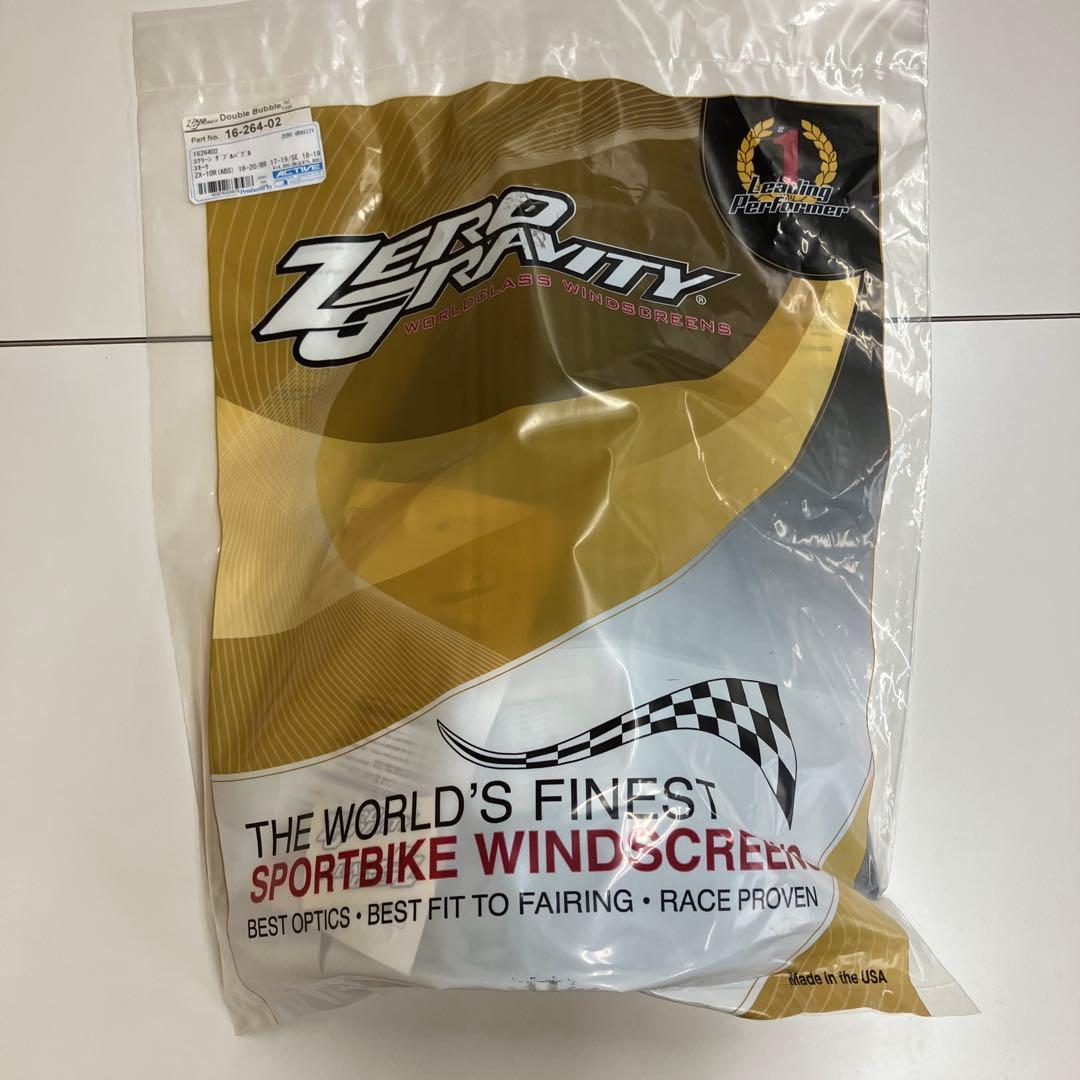 Double Bubble
Part No. 16-264-02
1626402
ZERO GRAVITY
スクリーン ダブルバブル
スモーク
ZX-10R(ABS) 16-20/RR 17-19/SE 18-19
ACTIVE
#1
Leading
Performer
ZERO
GRAVITY®
WORLDCLASS WINDSCREENS
THE WORLD'S FINEST
SPORTBIKE WINDSCREENS
BEST OPTICS • BEST FIT TO FAIRING • RACE PROVEN
Made in the USA